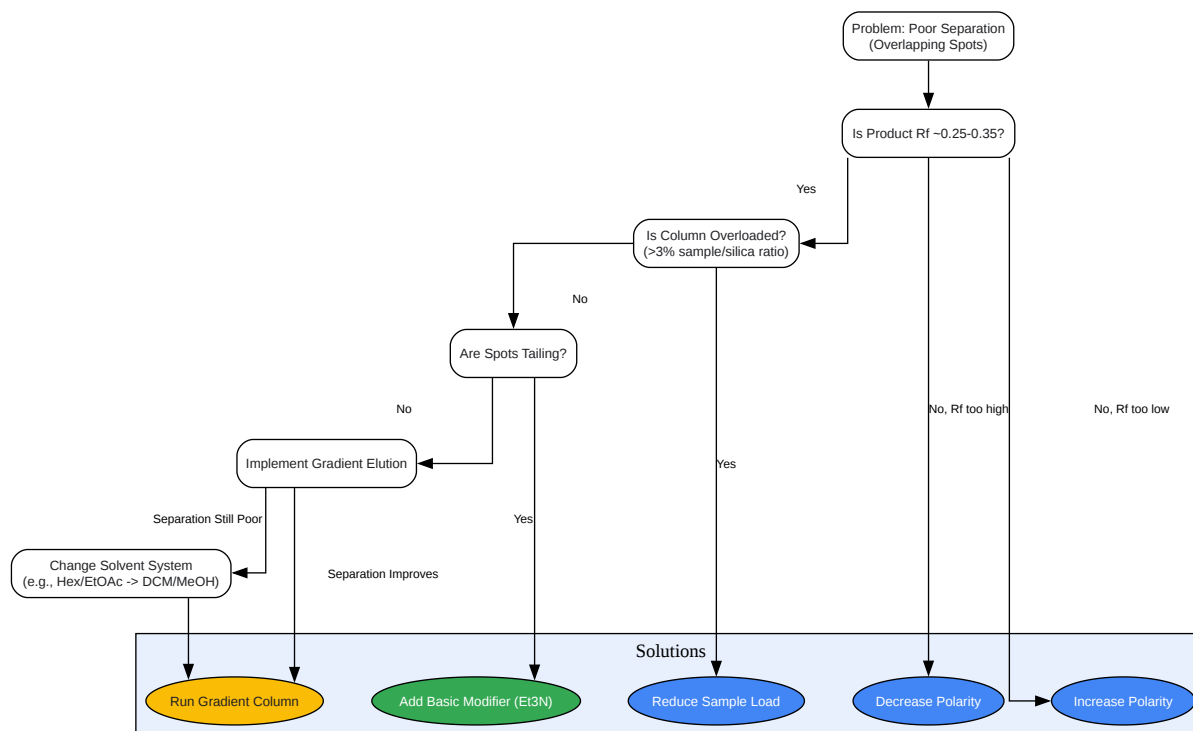 Problem: Poor Separation
(Overlapping Spots)
Is Product Rf ~0.25-0.35?
Yes
Is Column Overloaded?
(>3% sample/silica ratio)
No
Are Spots Tailing?
No
No, Rf too high
No, Rf too low
Implement Gradient Elution
Yes
Separation Still Poor
Yes
Change Solvent System
(e.g., Hex/EtOAc -> DCM/MeOH)
Separation Improves
Solutions
Run Gradient Column
Add Basic Modifier (Et3N)
Reduce Sample Load
Decrease Polarity
Increase Polarity